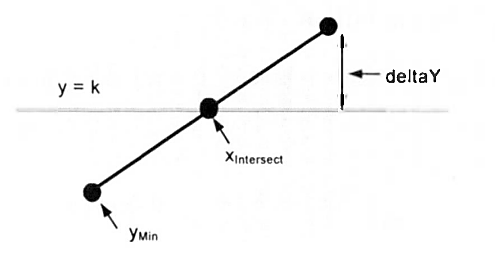 deltaY
y = k
xIntersect
yMin